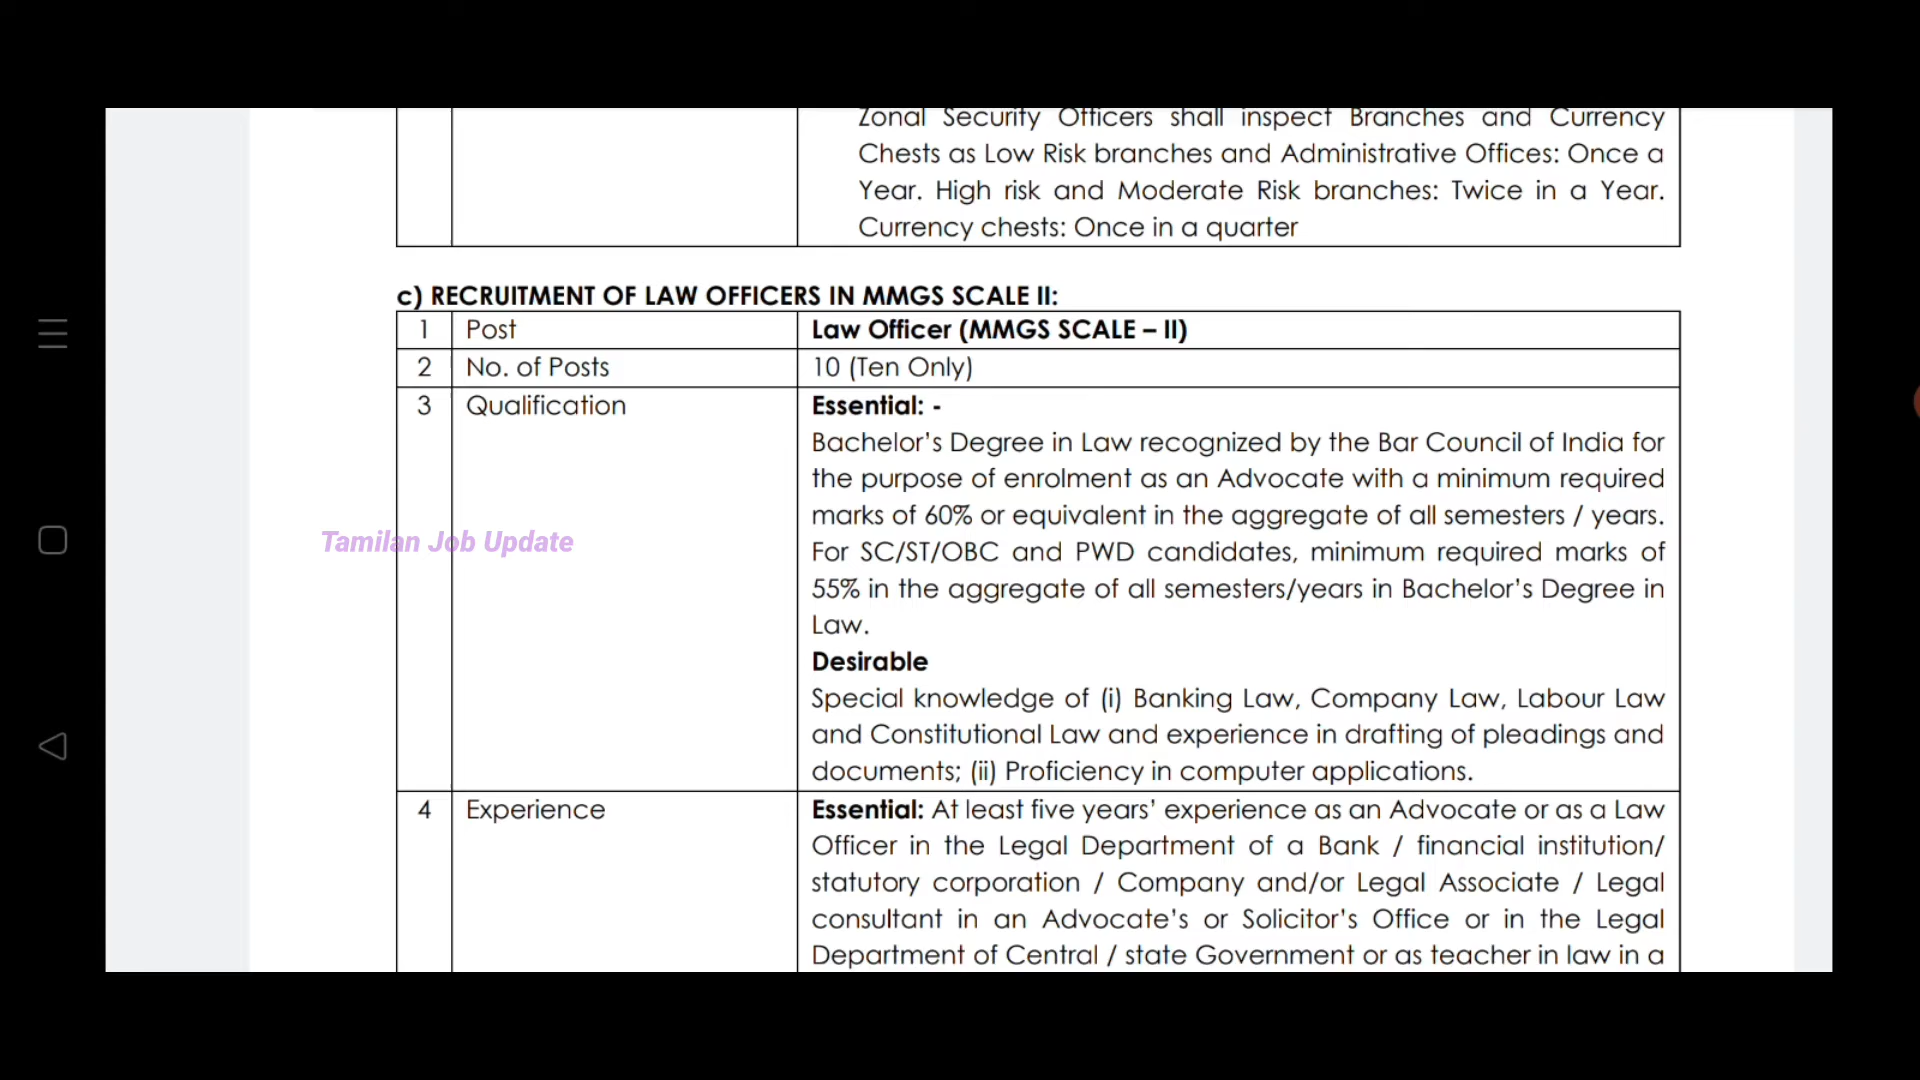 Zonal Security Officers shall inspect Branches and Currency
Chests as Low Risk branches and Administrative Offices: Once a
Year. High risk and Moderate Risk branches: Twice in a Year.
Currency chests: Once in a quarter
c) RECRUITMENT OF LAW OFFICERS IN MMGS SCALE II:
1 Post Law Officer (MMGS SCALE – II)
2 No. of Posts 10 (Ten Only)
3 Qualification Essential: -
Bachelor’s Degree in Law recognized by the Bar Council of India for
the purpose of enrolment as an Advocate with a minimum required
marks of 60% or equivalent in the aggregate of all semesters / years.
Tamilan Job Update
For SC/ST/OBC and PWD candidates, minimum required marks of
55% in the aggregate of all semesters/years in Bachelor’s Degree in
Law.
Desirable
Special knowledge of (i) Banking Law, Company Law, Labour Law
and Constitutional Law and experience in drafting of pleadings and
documents; (ii) Proficiency in computer applications.
4 Experience Essential: At least five years’ experience as an Advocate or as a Law
Officer in the Legal Department of a Bank / financial institution/
statutory corporation / Company and/or Legal Associate / Legal
consultant in an Advocate’s or Solicitor’s Office or in the Legal
Department of Central / state Government or as teacher in law in a